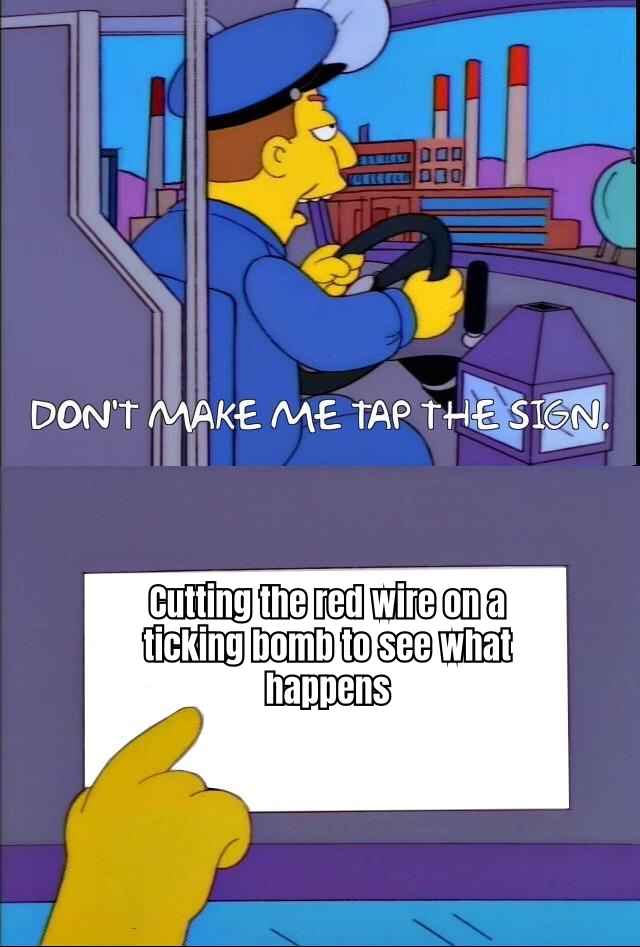 DON'T MAKE ME TAP THE SIGN.
Cutting the red wire on a
ticking bomb to see what
happens